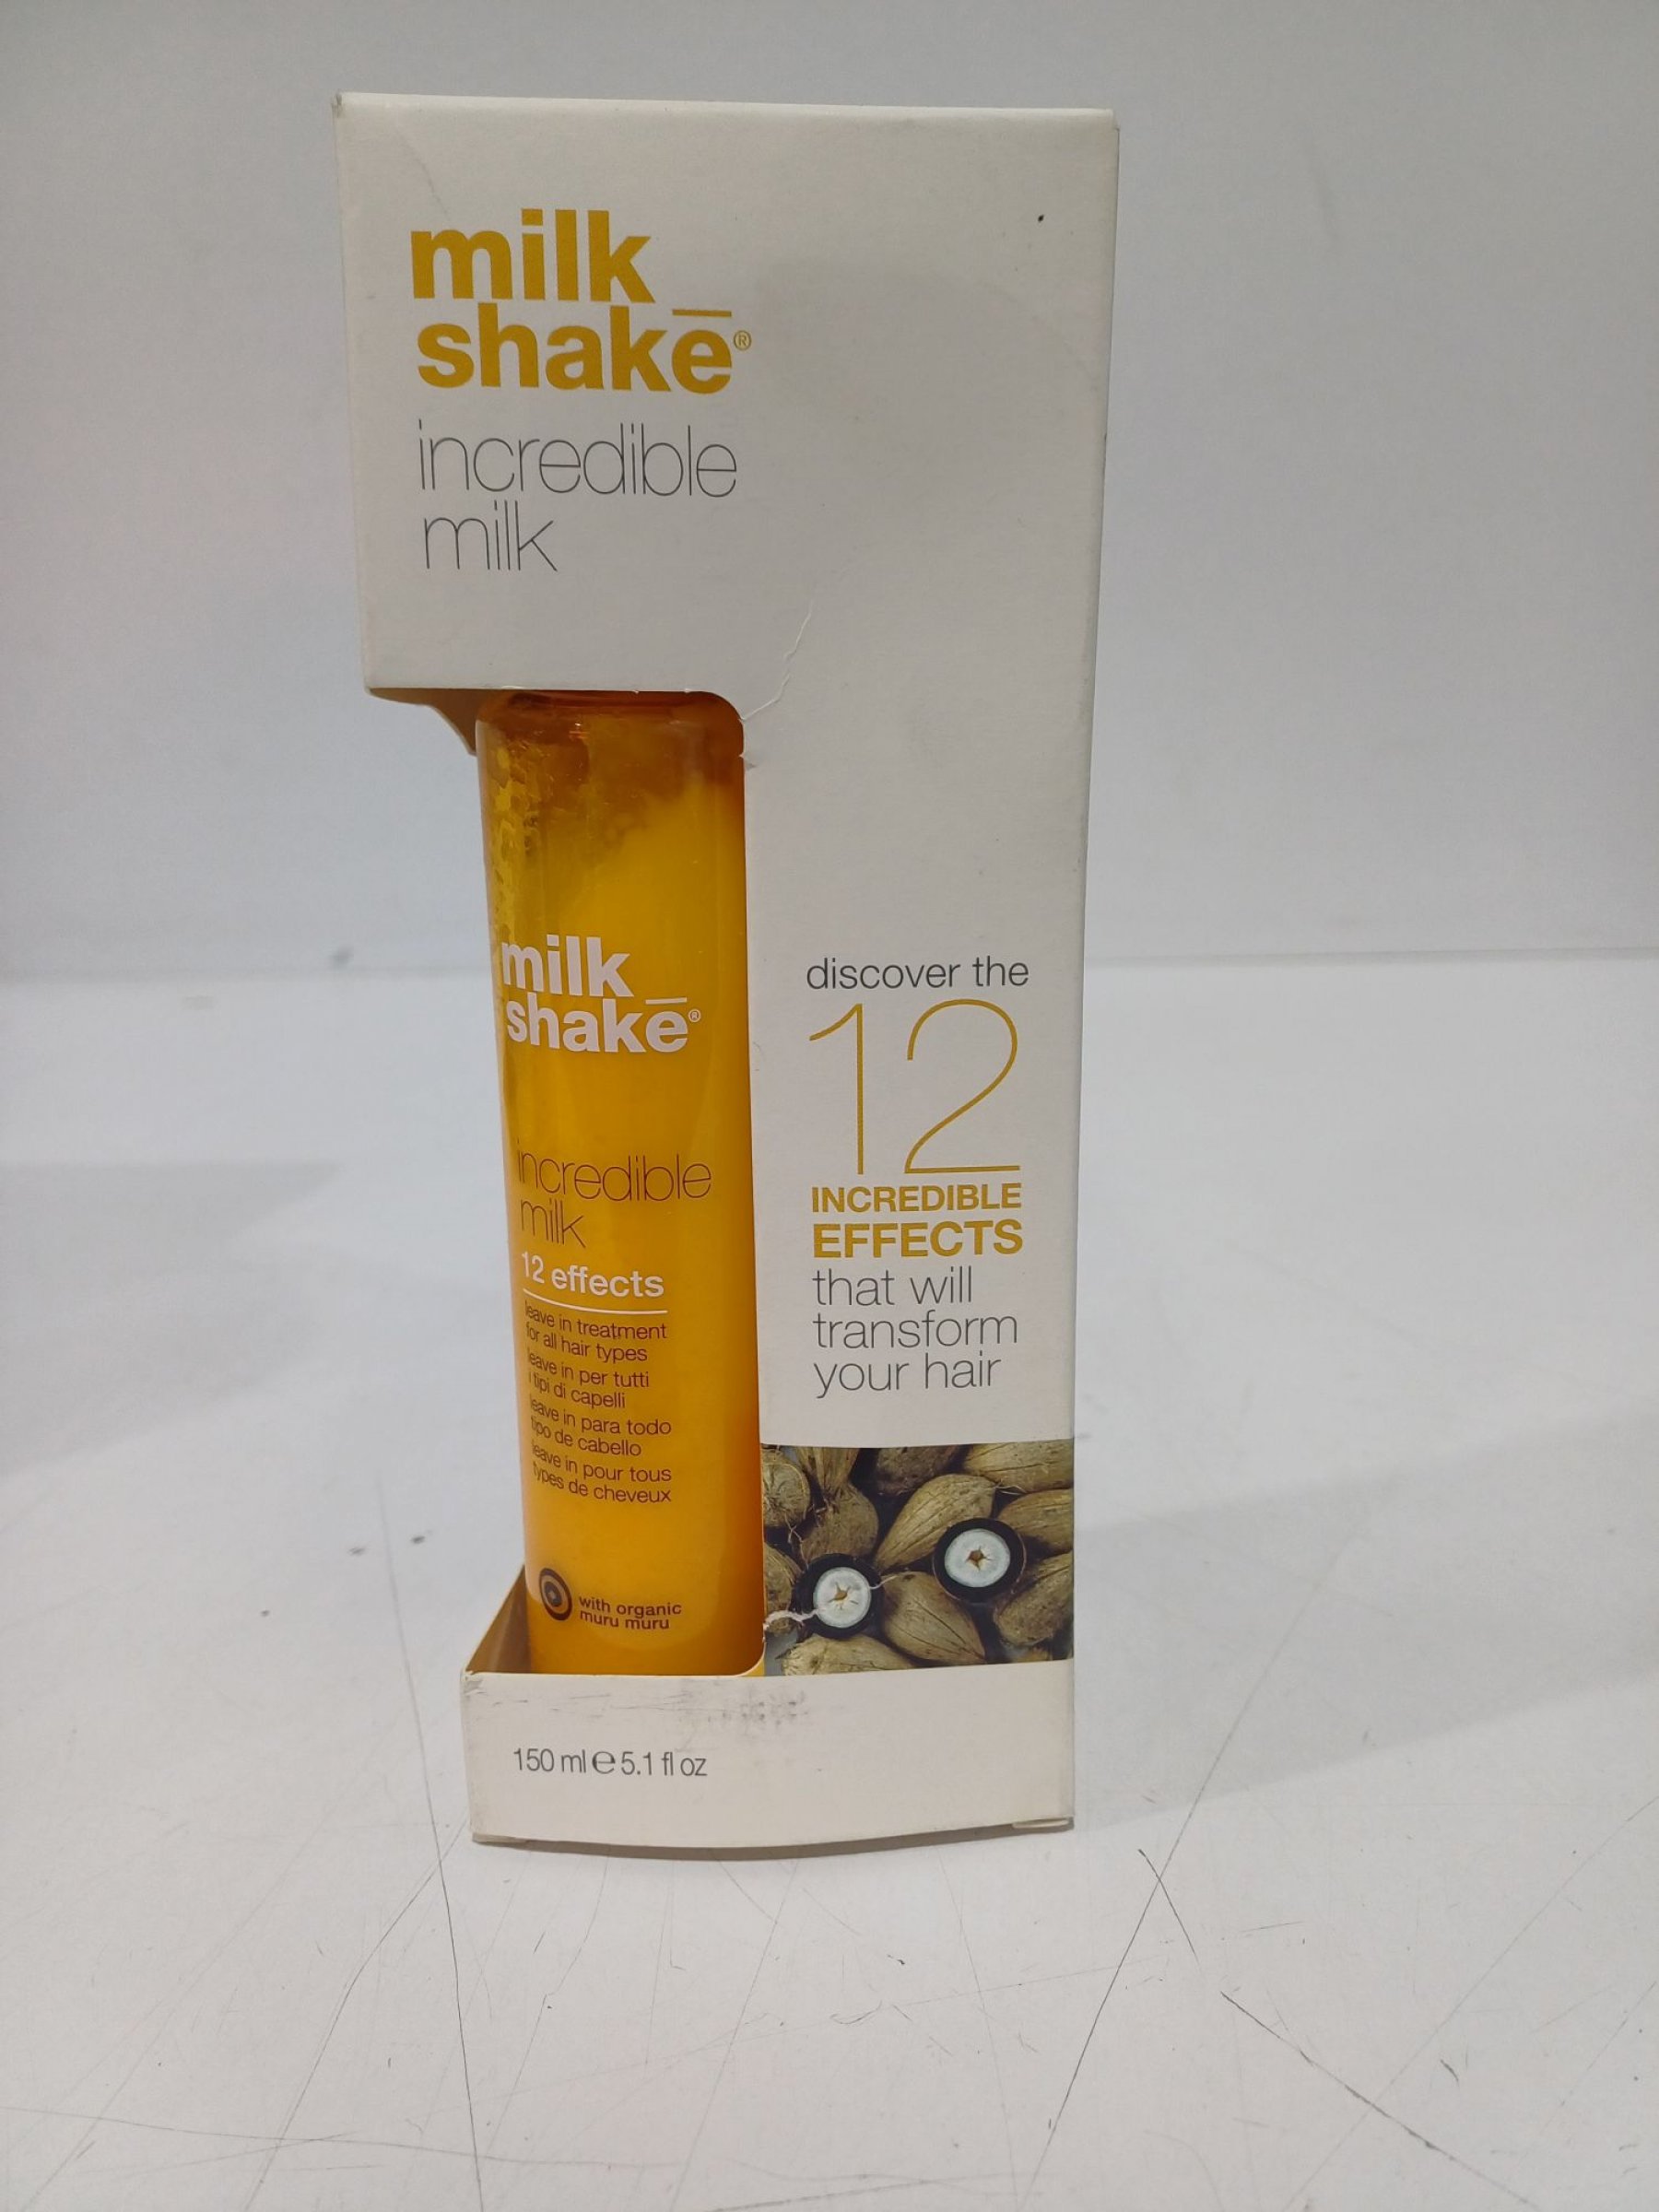 milk_
shake®
incredible
milk
milk_
shake®
incredible
milk
12 effects
leave in treatment
for all hair types
leave in per tutti
i tipi di capelli
leave in para todo
tipo de cabello
leave in pour tous
types de cheveux
with organic
muru muru
discover the
12
INCREDIBLE
EFFECTS
that will
transform
your hair
150 ml ℮ 5.1 fl oz